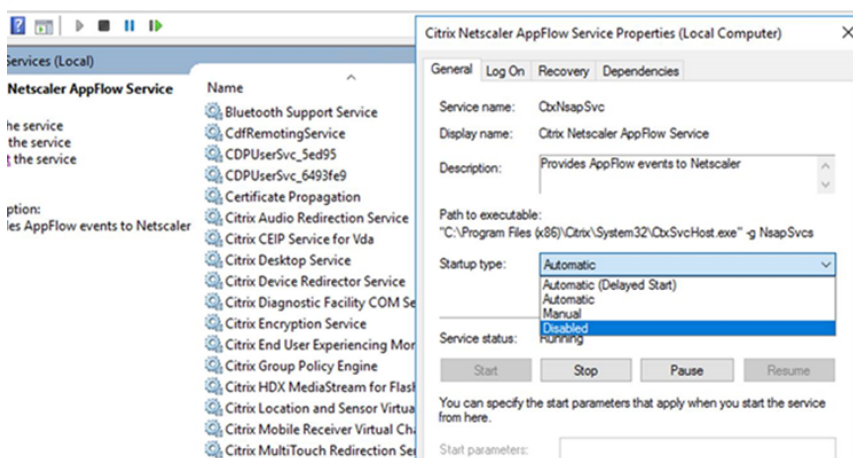 Services (Local)
Netscaler AppFlow Service
the service
the service
the service
ption:
les AppFlow events to Netscaler
Name
Bluetooth Support Service
CdfRemotingService
CDPUserSvc_5ed95
CDPUserSvc_6493fe9
Certificate Propagation
Citrix Audio Redirection Service
Citrix CEIP Service for Vda
Citrix Desktop Service
Citrix Device Redirector Service
Citrix Diagnostic Facility COM Se
Citrix Encryption Service
Citrix End User Experiencing Mor
Citrix Group Policy Engine
Citrix HDX MediaStream for Flash
Citrix Location and Sensor Virtua
Citrix Mobile Receiver Virtual Cha
Citrix MultiTouch Redirection Ser
Citrix Netscaler AppFlow Service Properties (Local Computer)
General Log On Recovery Dependencies
Service name: CtxNsapSvc
Display name: Citrix Netscaler AppFlow Service
Description: Provides AppFlow events to Netscaler
Path to executable:
"C:\Program Files (x86)\Citrix\System32\CtxSvcHost.exe" -g NsapSvcs
Startup type: Automatic
Automatic (Delayed Start)
Automatic
Manual
Disabled
Service status: Running
Start Stop Pause Resume
You can specify the start parameters that apply when you start the service
from here.
Start parameters: